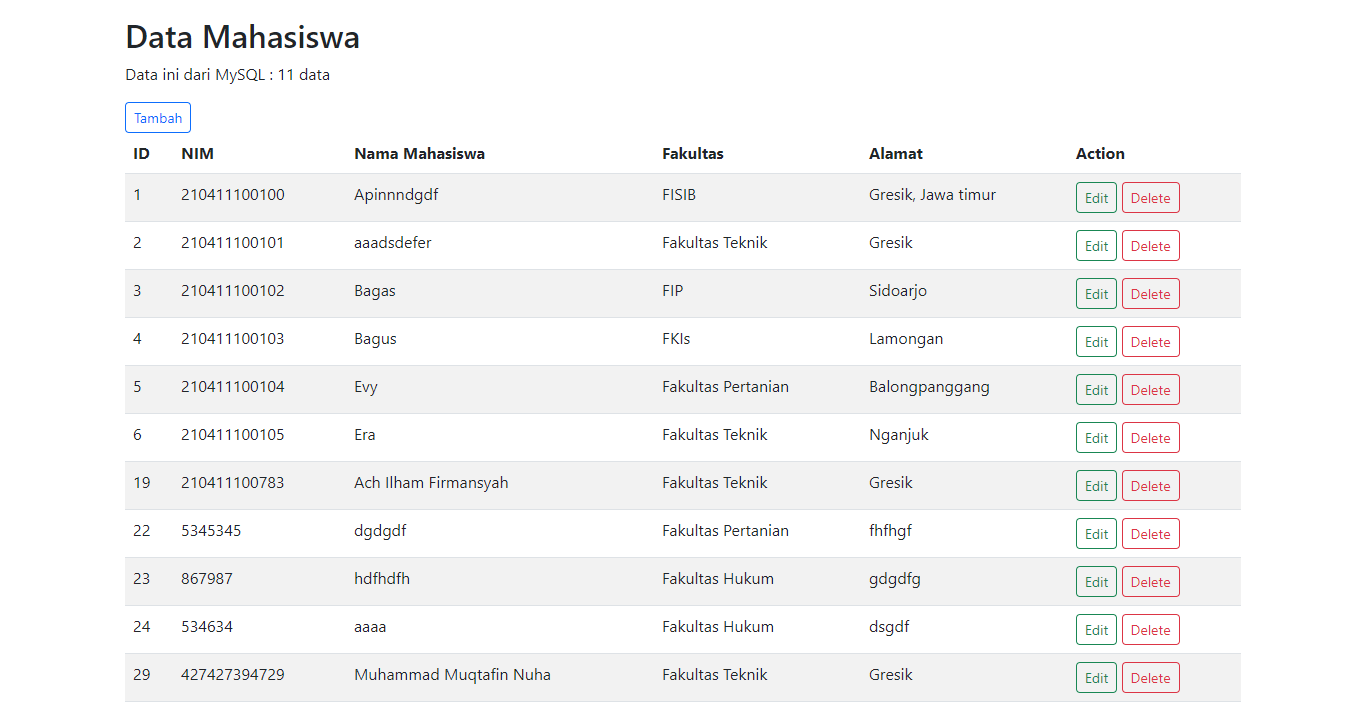 Data Mahasiswa
Data ini dari MySQL : 11 data
Tambah
ID NIM Nama Mahasiswa Fakultas Alamat Action
1 210411100100 Apinnndgdf FISIB Gresik, Jawa timur Edit Delete
2 210411100101 aaadsdefer Fakultas Teknik Gresik Edit Delete
3 210411100102 Bagas FIP Sidoarjo Edit Delete
4 210411100103 Bagus FKIs Lamongan Edit Delete
5 210411100104 Evy Fakultas Pertanian Balongpanggang Edit Delete
6 210411100105 Era Fakultas Teknik Nganjuk Edit Delete
19 210411100783 Ach Ilham Firmansyah Fakultas Teknik Gresik Edit Delete
22 5345345 dgdgdf Fakultas Pertanian fhfhgf Edit Delete
23 867987 hdfhdfh Fakultas Hukum gdgdfg Edit Delete
24 534634 aaaa Fakultas Hukum dsgdf Edit Delete
29 427427394729 Muhammad Muqtafin Nuha Fakultas Teknik Gresik Edit Delete